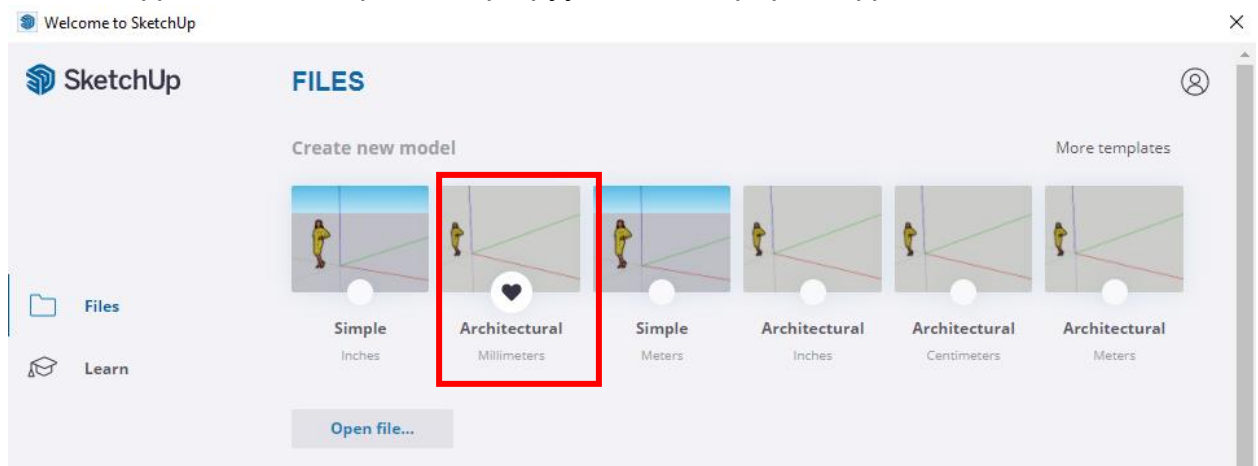 Welcome to SketchUp
SketchUp
FILES
Create new model
More templates
Files
Learn
Simple
Inches
Architectural
Millimeters
Simple
Meters
Architectural
Inches
Architectural
Centimeters
Architectural
Meters
Open file...